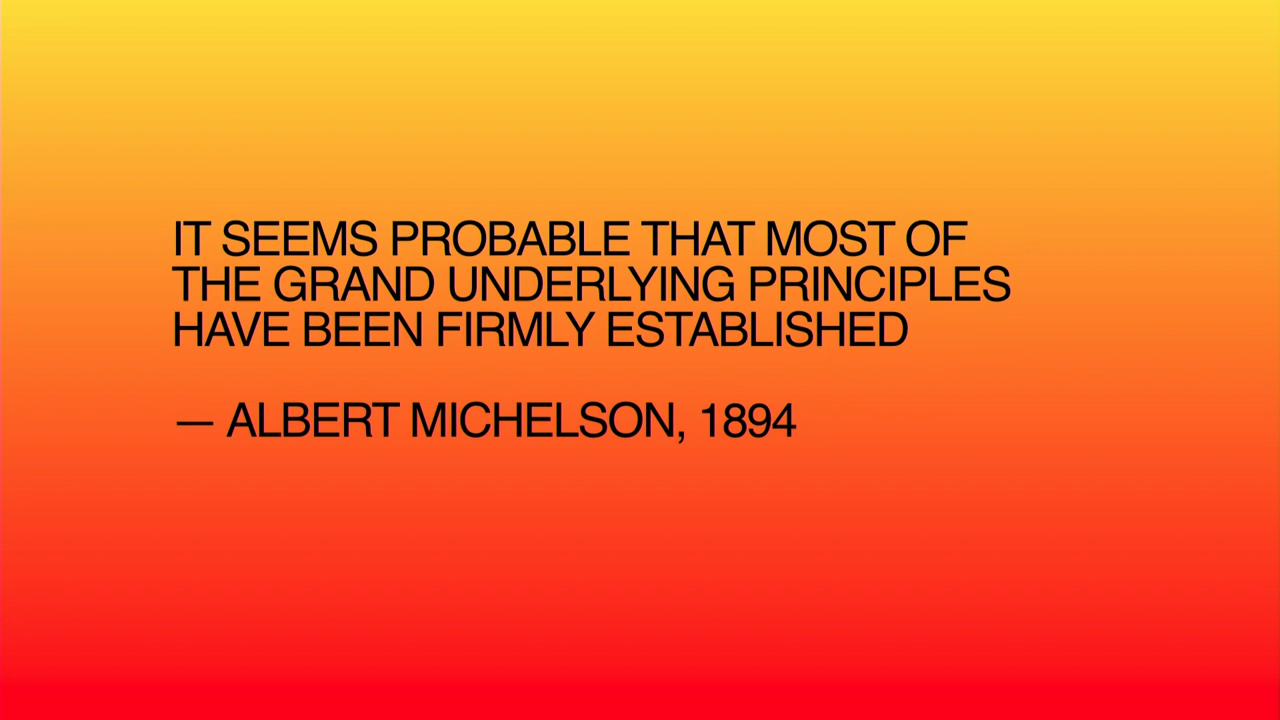 IT SEEMS PROBABLE THAT MOST OF
THE GRAND UNDERLYING PRINCIPLES
HAVE BEEN FIRMLY ESTABLISHED
— ALBERT MICHELSON, 1894